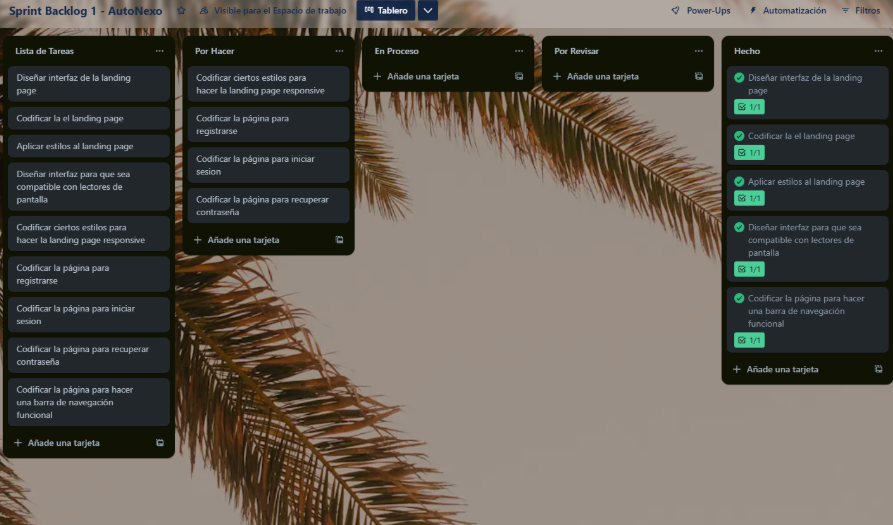 Sprint Backlog 1 - AutoNexo
Visible para el Espacio de trabajo
Tablero
Power-Ups
Automatización
Filtros
Lista de Tareas
Diseñar interfaz de la landing
page
Codificar la el landing page
Aplicar estilos al landing page
Diseñar interfaz para que sea
compatible con lectores de
pantalla
Codificar ciertos estilos para
hacer la landing page responsive
Codificar la página para
registrarse
Codificar la página para iniciar
sesion
Codificar la página para recuperar
contraseña
Codificar la página para hacer
una barra de navegación
funcional
Añade una tarjeta
Por Hacer
Codificar ciertos estilos para
hacer la landing page responsive
Codificar la página para
registrarse
Codificar la página para iniciar
sesion
Codificar la página para recuperar
contraseña
Añade una tarjeta
En Proceso
Añade una tarjeta
Por Revisar
Añade una tarjeta
Hecho
Diseñar interfaz de la landing
page
1/1
Codificar la el landing page
1/1
Aplicar estilos al landing page
1/1
Diseñar interfaz para que sea
compatible con lectores de
pantalla
1/1
Codificar la página para hacer
una barra de navegación
funcional
1/1
Añade una tarjeta